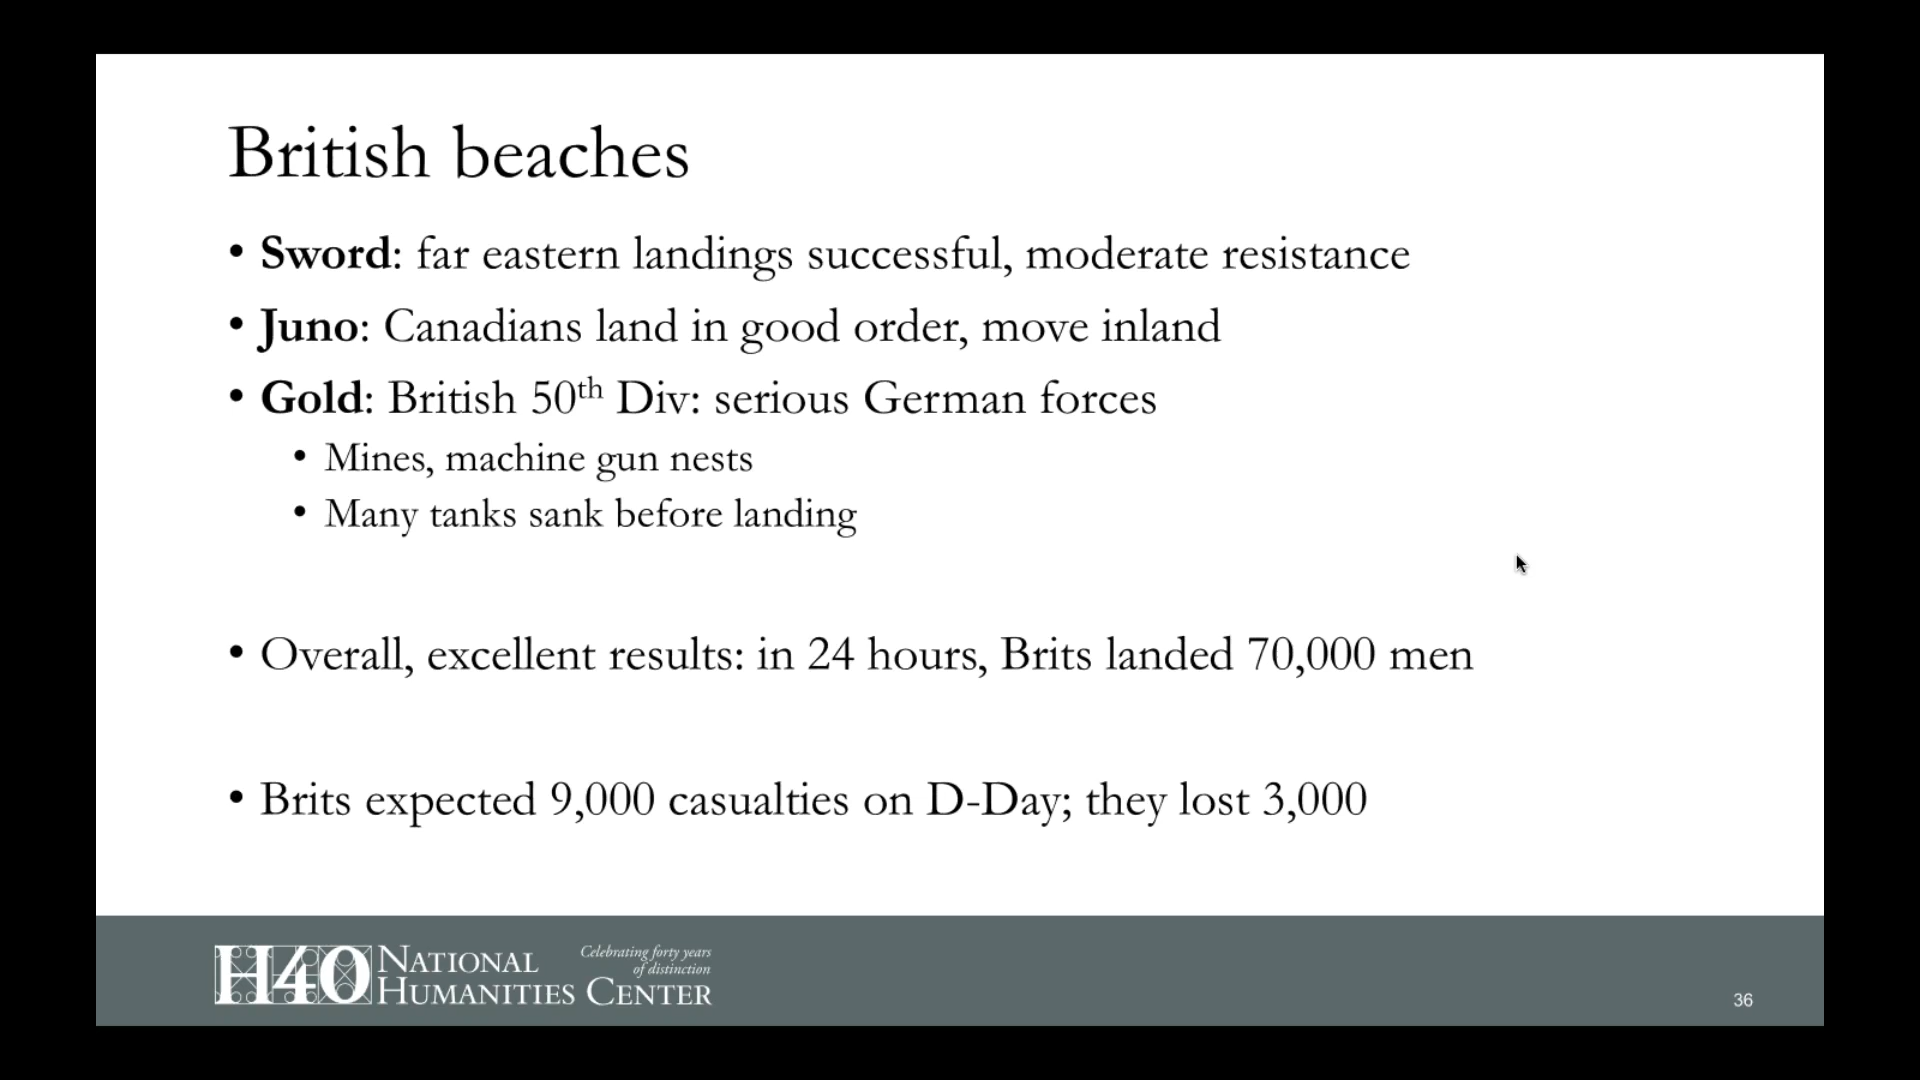 British beaches
• Sword: far eastern landings successful, moderate resistance
• Juno: Canadians land in good order, move inland
• Gold: British 50th Div: serious German forces
• Mines, machine gun nests
• Many tanks sank before landing
• Overall, excellent results: in 24 hours, Brits landed 70,000 men
• Brits expected 9,000 casualties on D-Day; they lost 3,000
H40 National Humanities Center
Celebrating forty years
of distinction
36